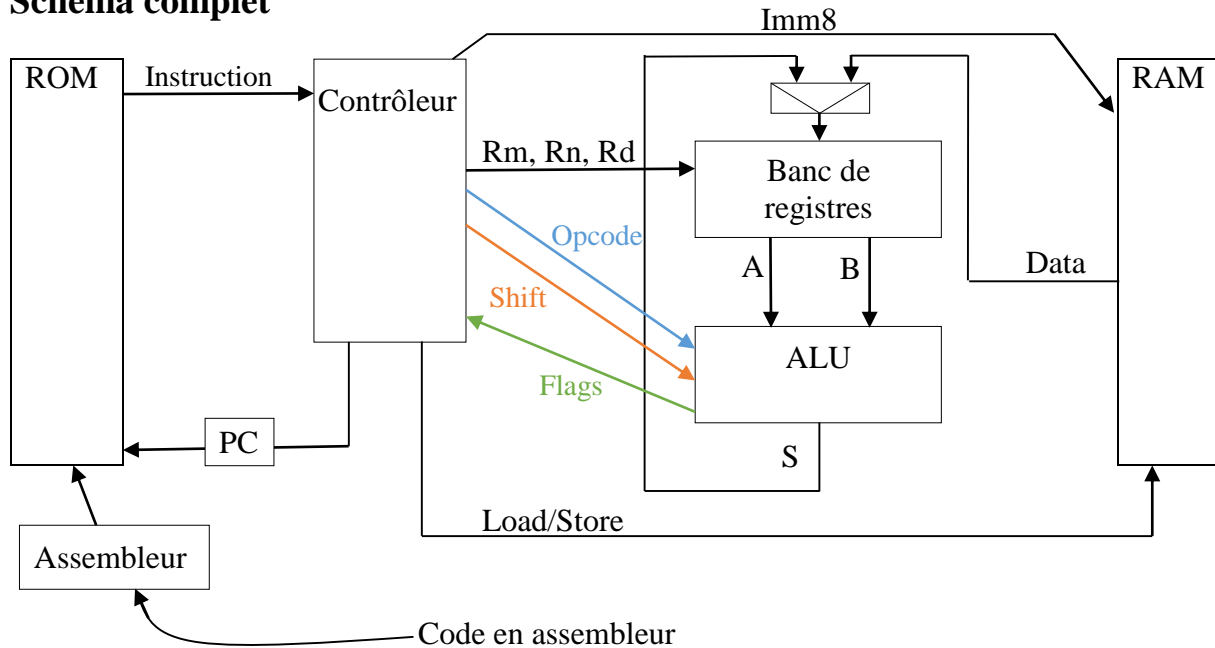 Schéma complet
Imm8
ROM
Instruction
Contrôleur
RAM
Rm, Rn, Rd
Banc de
registres
Opcode
A
B
Data
Shift
ALU
Flags
PC
S
Load/Store
Assembleur
Code en assembleur